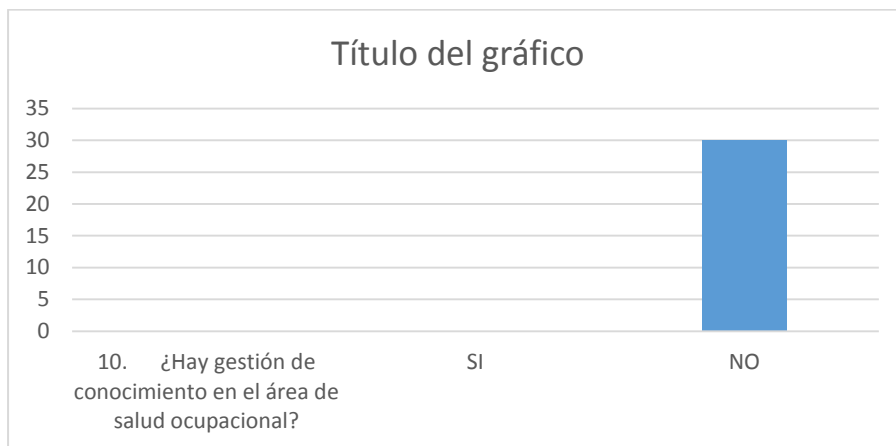 Título del gráfico
35
30
25
20
15
10
5
0
10. ¿Hay gestión de
conocimiento en el área de
salud ocupacional?
SI
NO